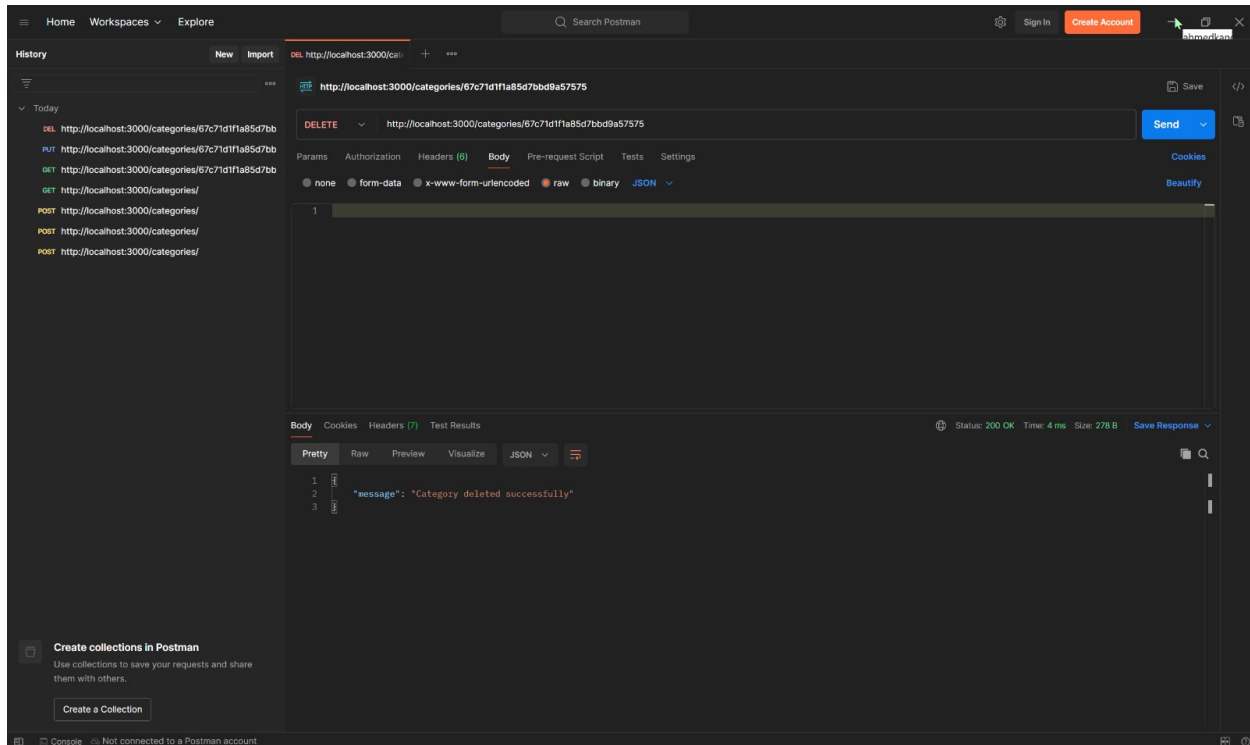 Home Workspaces Explore Search Postman Sign In Create Account
History New Import DEL http://localhost:3000/cat
http://localhost:3000/categories/67c71d1f1a85d7bbd9a57575 Save
Today
DEL http://localhost:3000/categories/67c71d1f1a85d7bb
PUT http://localhost:3000/categories/67c71d1f1a85d7bb
GET http://localhost:3000/categories/67c71d1f1a85d7bb
GET http://localhost:3000/categories/
POST http://localhost:3000/categories/
POST http://localhost:3000/categories/
POST http://localhost:3000/categories/
DELETE http://localhost:3000/categories/67c71d1f1a85d7bbd9a57575 Send
Params Authorization Headers (6) Body Pre-request Script Tests Settings Cookies
none form-data x-www-form-urlencoded raw binary JSON Beautify
1
Body Cookies Headers (7) Test Results Status: 200 OK Time: 4 ms Size: 278 B Save Response
Pretty Raw Preview Visualize JSON
1 {
2 "message": "Category deleted successfully"
3 }
Create collections in Postman
Use collections to save your requests and share
them with others.
Create a Collection
Console Not connected to a Postman account